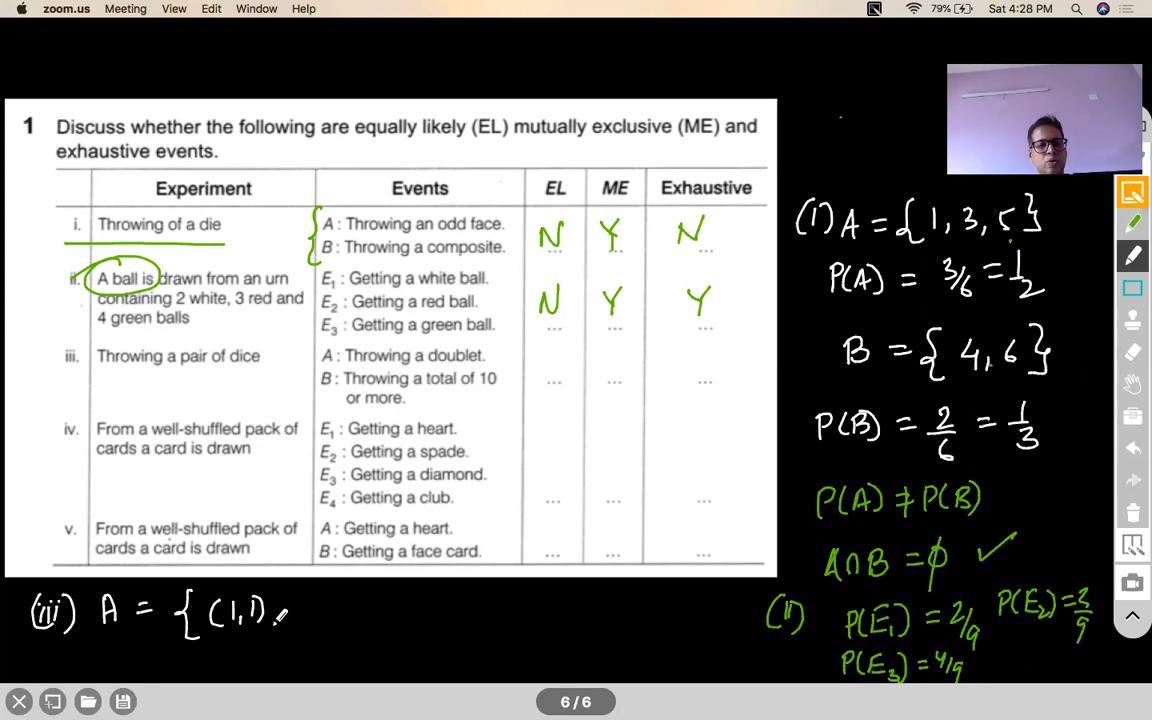 zoom.us Meeting View Edit Window Help 79% Sat 4:28 PM
1 Discuss whether the following are equally likely (EL) mutually exclusive (ME) and
exhaustive events.
Experiment Events EL ME Exhaustive
i. Throwing of a die A : Throwing an odd face. N Y N
B : Throwing a composite. ... ... ...
ii. A ball is drawn from an urn E₁ : Getting a white ball.
containing 2 white, 3 red and E₂ : Getting a red ball. N Y Y
4 green balls E₃ : Getting a green ball. ... ... ...
iii. Throwing a pair of dice A : Throwing a doublet.
B : Throwing a total of 10 ... ... ...
or more.
iv. From a well-shuffled pack of E₁ : Getting a heart.
cards a card is drawn E₂ : Getting a spade.
E₃ : Getting a diamond.
E₄ : Getting a club. ... ... ...
v. From a well-shuffled pack of A : Getting a heart.
cards a card is drawn B : Getting a face card. ... ... ...
(iii) A = { (1,1),
(i) A = {1, 3, 5}
P(A) = 3/6 = 1/2
B = {4, 6}
P(B) = 2/6 = 1/3
P(A) ≠ P(B)
A∩B = ϕ ✓
(ii) P(E₁) = 2/9 P(E₂) = 3/9
P(E₃) = 4/9
6 / 6